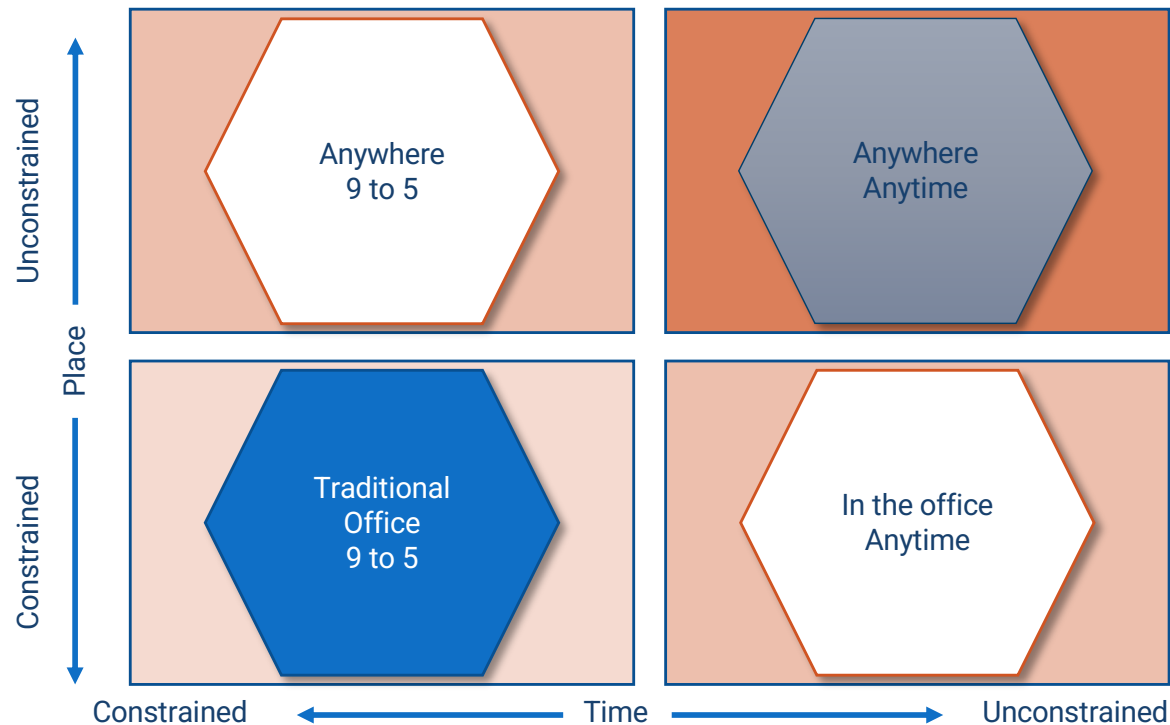 Unconstrained
Anywhere
9 to 5
Anywhere
Anytime
Place
Constrained
Traditional
Office
9 to 5
In the office
Anytime
Constrained
Time
Unconstrained